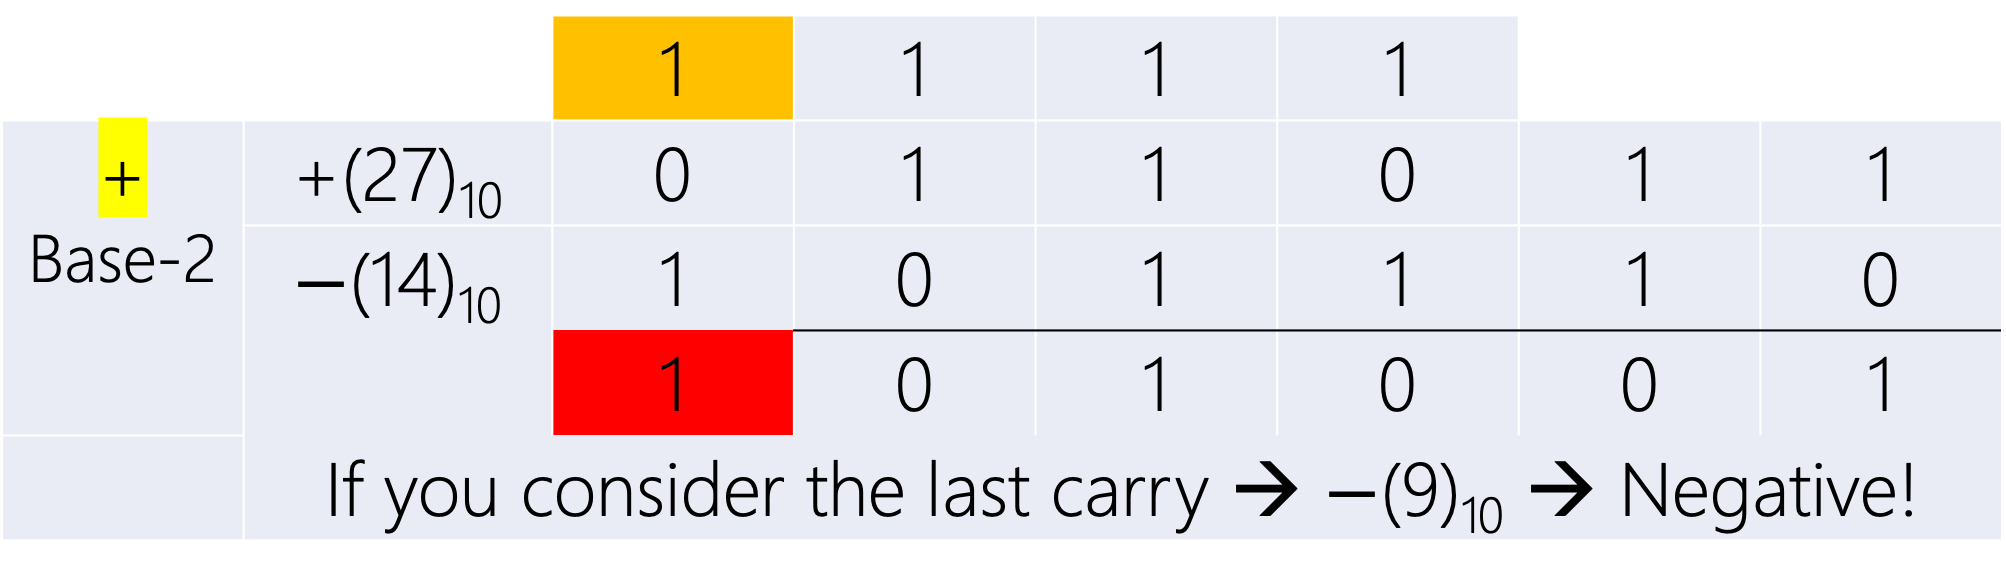 1 1 1 1
+ +(27)₁₀ 0 1 1 0 1 1
Base-2 −(14)₁₀ 1 0 1 1 1 0
1 0 1 0 0 1
If you consider the last carry → −(9)₁₀ → Negative!